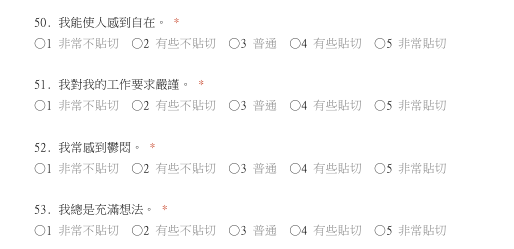 50. 我能使人感到自在。 *
○1 非常不貼切 ○2 有些不貼切 ○3 普通 ○4 有些貼切 ○5 非常貼切
51. 我對我的工作要求嚴謹。 *
○1 非常不貼切 ○2 有些不貼切 ○3 普通 ○4 有些貼切 ○5 非常貼切
52. 我常感到鬱悶。 *
○1 非常不貼切 ○2 有些不貼切 ○3 普通 ○4 有些貼切 ○5 非常貼切
53. 我總是充滿想法。 *
○1 非常不貼切 ○2 有些不貼切 ○3 普通 ○4 有些貼切 ○5 非常貼切